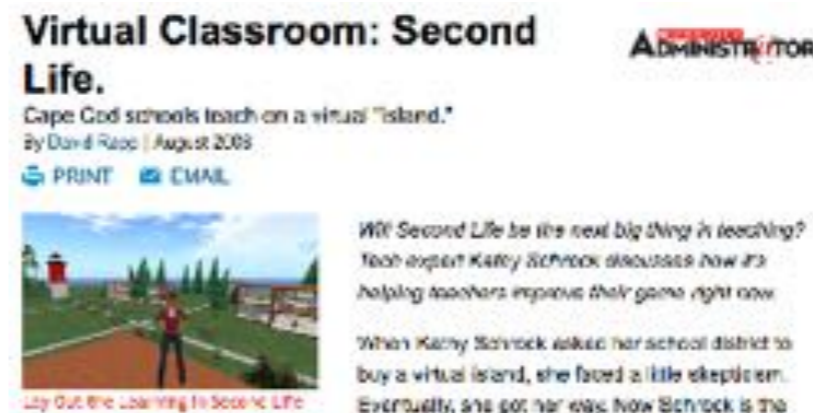 Virtual Classroom: Second
Life.
ADMINISTR@TOR
Cape Cod schools teach on a virtual "island."
By David Rapp | August 2008
PRINT EMAIL
Will Second Life be the next big thing in teaching?
Tech expert Kathy Schrock discusses how it's
helping teachers improve their game right now.
When Kathy Schrock asked her school district to
buy a virtual island, she faced a little skepticism.
Eventually, she got her way. Now Schrock is the
Lay Out the Learning in Second Life